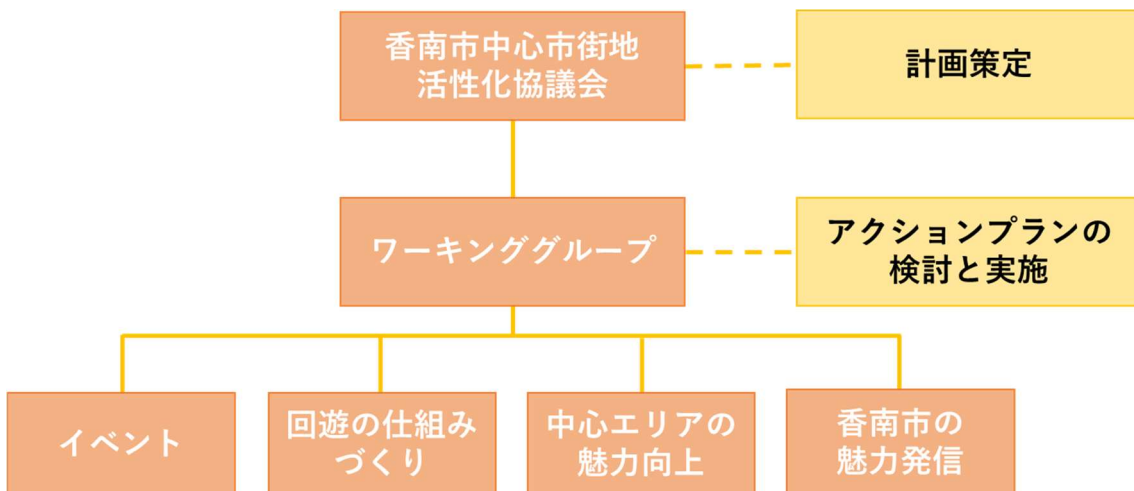 香南市中心市街地
活性化協議会
計画策定
ワーキンググループ
アクションプランの
検討と実施
イベント
回遊の仕組み
づくり
中心エリアの
魅力向上
香南市の
魅力発信